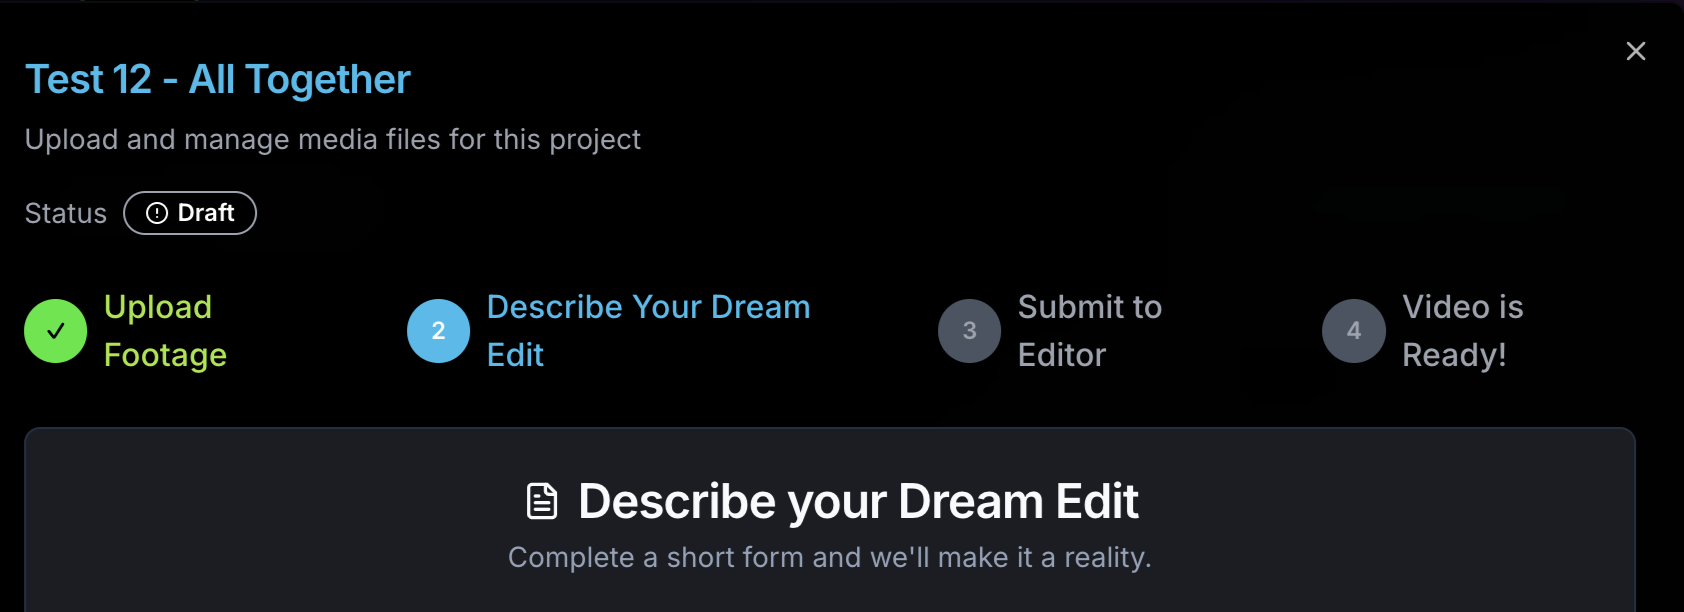 Test 12 - All Together
Upload and manage media files for this project
Status Draft
Upload
Footage
2 Describe Your Dream
Edit
3 Submit to
Editor
4 Video is
Ready!
Describe your Dream Edit
Complete a short form and we'll make it a reality.